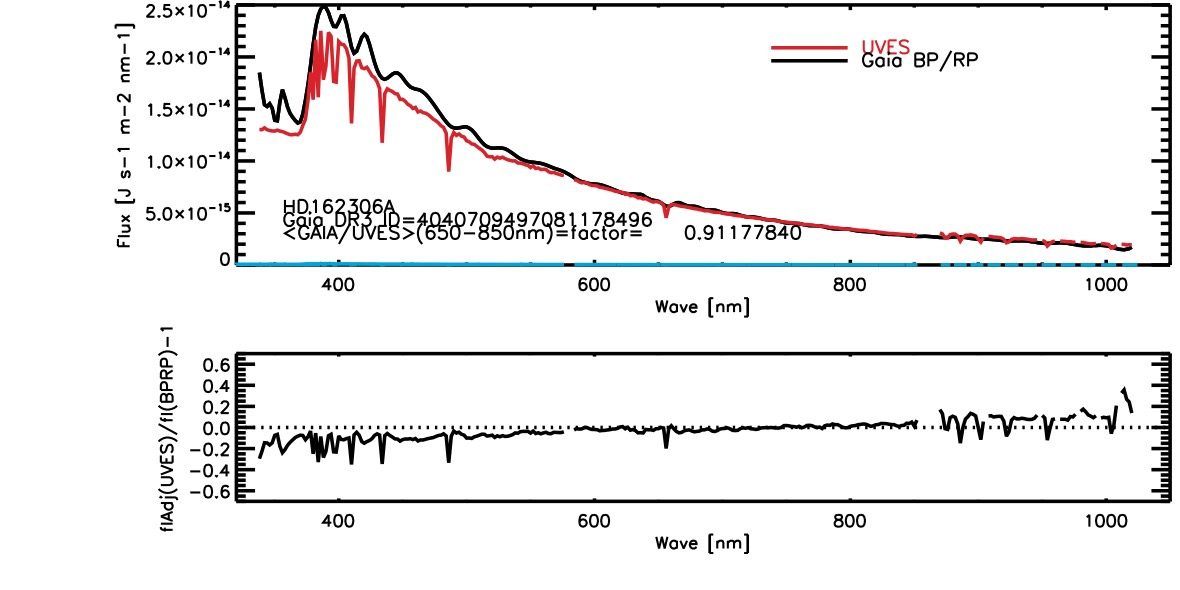 2.5×10−14
2.0×10−14
1.5×10−14
1.0×10−14
5.0×10−15
0
Flux [J s−1 m−2 nm−1]
UVES
Gaia BP/RP
HD162306A
Gaia DR3 ID=4040709497081178496
<GAIA/UVES>(650−850nm)=factor= 0.91177840
400 600 800 1000
Wave [nm]
0.6
0.4
0.2
0.0
−0.2
−0.4
−0.6
flAdj(UVES)/fl(BPRP)−1
400 600 800 1000
Wave [nm]